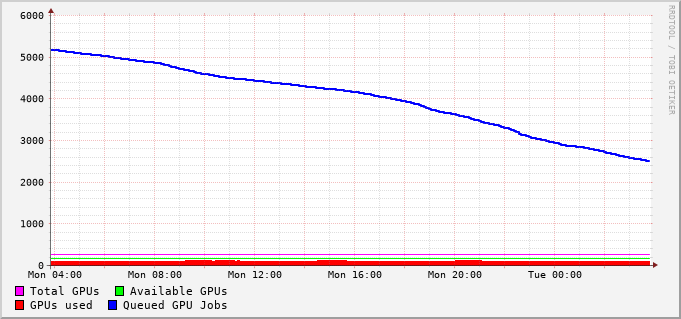 6000
5000
4000
3000
2000
1000
0
Mon 04:00 Mon 08:00 Mon 12:00 Mon 16:00 Mon 20:00 Tue 00:00
Total GPUs Available GPUs
GPUs used Queued GPU Jobs
RRDTOOL / TOBI OETIKER